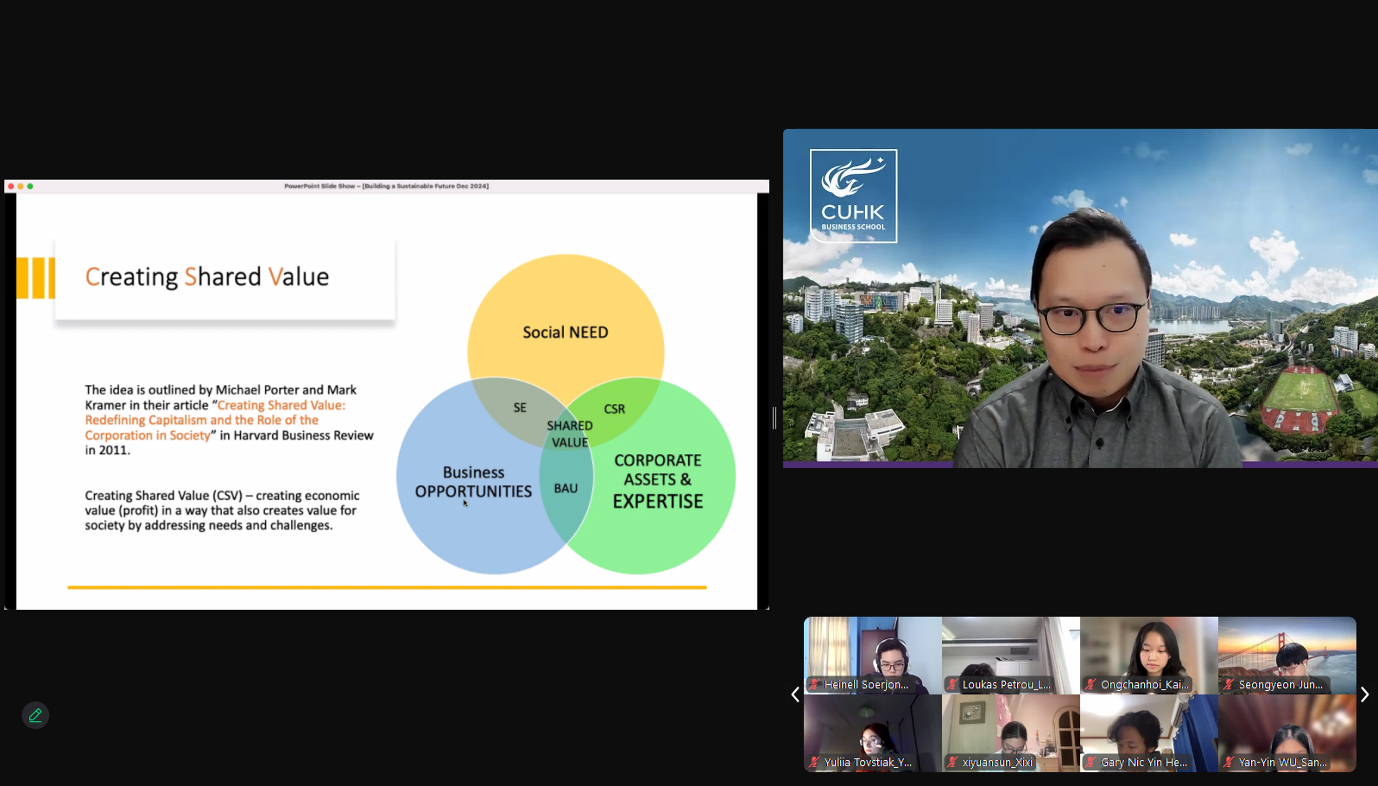 PowerPoint Slide Show – [Building a Sustainable Future Dec 2024]
Creating Shared Value
The idea is outlined by Michael Porter and Mark
Kramer in their article “Creating Shared Value:
Redefining Capitalism and the Role of the
Corporation in Society” in Harvard Business Review
in 2011.
Creating Shared Value (CSV) – creating economic
value (profit) in a way that also creates value for
society by addressing needs and challenges.
Social NEED
SE
CSR
SHARED
VALUE
Business
OPPORTUNITIES
BAU
CORPORATE
ASSETS &
EXPERTISE
CUHK
BUSINESS SCHOOL
Heinell Soerjon...
Loukas Petrou_L...
Ongchanhoi_Kai...
Seongyeon Jun...
Yuliia Tovstiak_Y...
xiyuansun_Xixi
Gary Nic Yin He...
Yan-Yin WU_San...